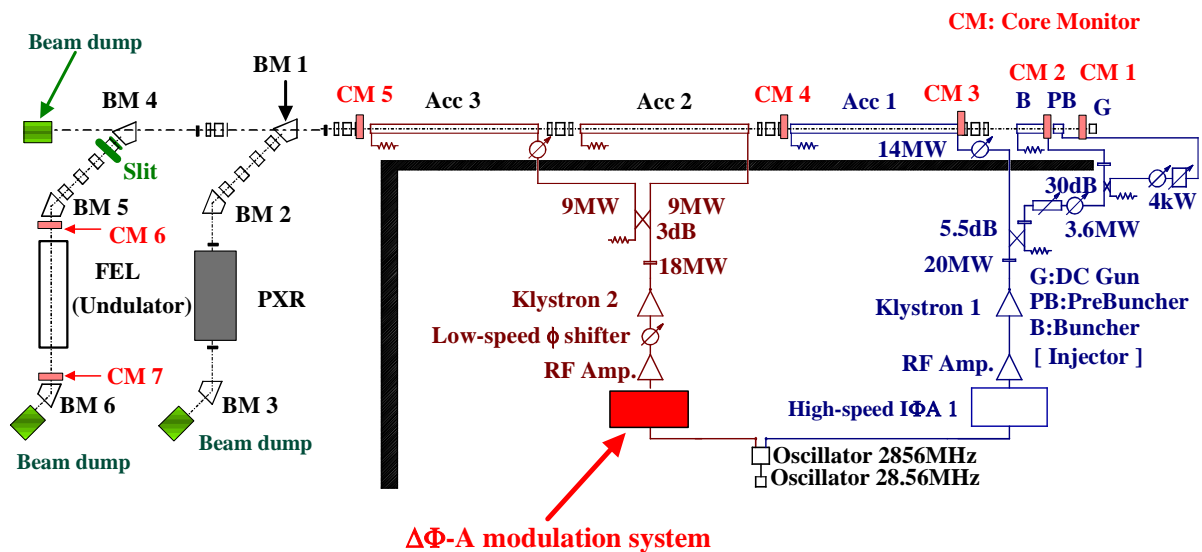 CM: Core Monitor
Beam dump
BM 4
BM 1
CM 5
Acc 3
Acc 2
CM 4
Acc 1
CM 3
CM 2
CM 1
B
PB
G
Slit
14MW
BM 5
BM 2
CM 6
9MW
9MW
3dB
30dB
4kW
5.5dB
3.6MW
18MW
20MW
FEL
(Undulator)
PXR
Klystron 2
Klystron 1
G:DC Gun
PB:PreBuncher
B:Buncher
[ Injector ]
Low-speed ϕ shifter
RF Amp.
RF Amp.
CM 7
BM 6
BM 3
High-speed IΦA 1
Beam dump
Beam dump
Oscillator 2856MHz
Oscillator 28.56MHz
ΔΦ-A modulation system